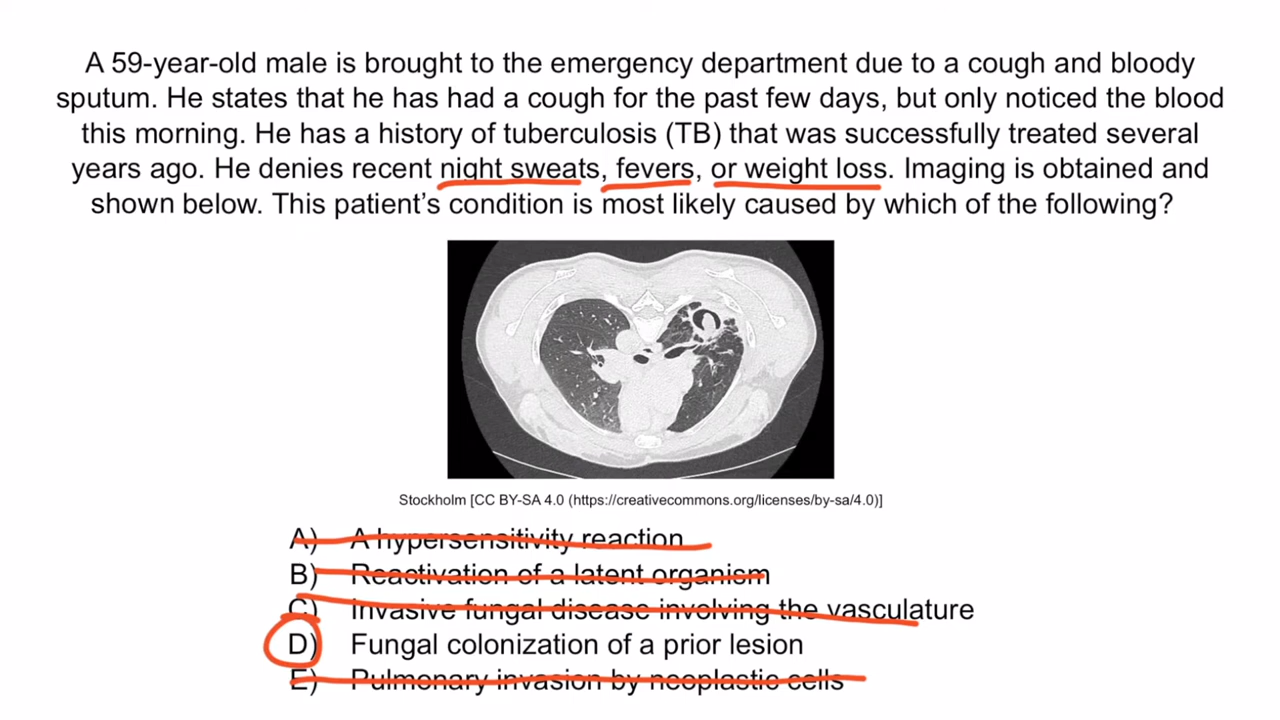 A 59-year-old male is brought to the emergency department due to a cough and bloody
sputum. He states that he has had a cough for the past few days, but only noticed the blood
this morning. He has a history of tuberculosis (TB) that was successfully treated several
years ago. He denies recent night sweats, fevers, or weight loss. Imaging is obtained and
shown below. This patient's condition is most likely caused by which of the following?
Stockholm [CC BY-SA 4.0 (https://creativecommons.org/licenses/by-sa/4.0)]
A) A hypersensitivity reaction
B) Reactivation of a latent organism
C) Invasive fungal disease involving the vasculature
D) Fungal colonization of a prior lesion
E) Pulmonary invasion by neoplastic cells